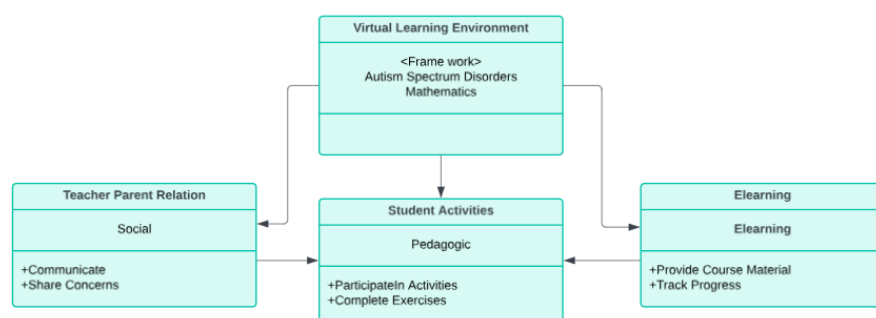 Virtual Learning Environment
<Frame work>
Autism Spectrum Disorders
Mathematics
Teacher Parent Relation
Social
+Communicate
+Share Concerns
Student Activities
Pedagogic
+ParticipateIn Activities
+Complete Exercises
Elearning
Elearning
+Provide Course Material
+Track Progress